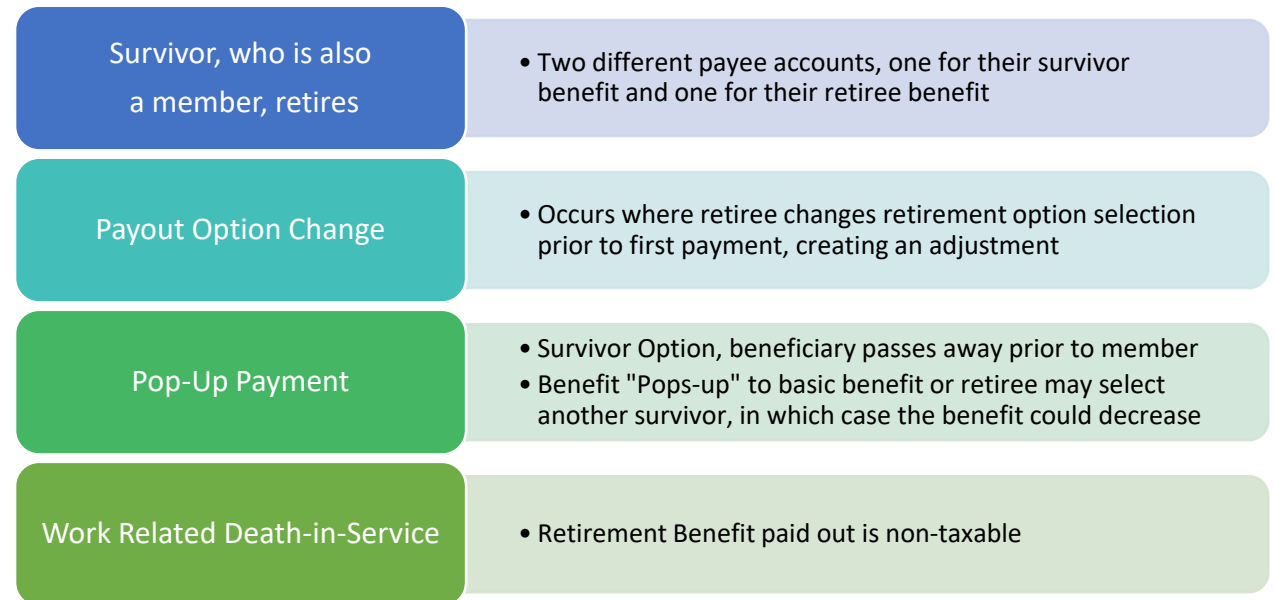 Survivor, who is also
a member, retires
• Two different payee accounts, one for their survivor
benefit and one for their retiree benefit
Payout Option Change
• Occurs where retiree changes retirement option selection
prior to first payment, creating an adjustment
Pop-Up Payment
• Survivor Option, beneficiary passes away prior to member
• Benefit "Pops-up" to basic benefit or retiree may select
another survivor, in which case the benefit could decrease
Work Related Death-in-Service
• Retirement Benefit paid out is non-taxable